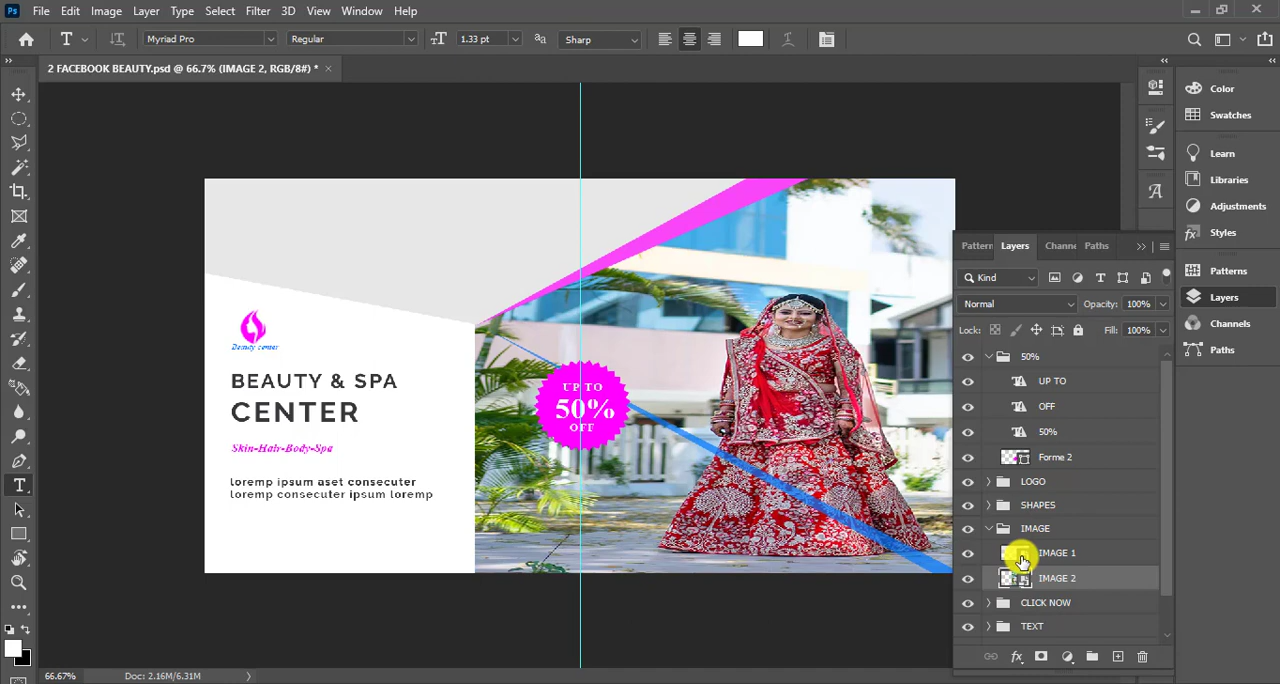 Ps File Edit Image Layer Type Select Filter 3D View Window Help
T Myriad Pro Regular 1.33 pt Sharp
2 FACEBOOK BEAUTY.psd @ 66.7% (IMAGE 2, RGB/8#) * ×
Beauty center
BEAUTY & SPA
CENTER
Skin-Hair-Body-Spa
lorem ipsum aset consecuter
loremp consecuter ipsum loremp
UP TO
50%
OFF
Pattern Layers Channe Paths
Kind
Normal Opacity: 100%
Lock: Fill: 100%
50%
UP TO
OFF
50%
Forme 2
LOGO
SHAPES
IMAGE
IMAGE 1
IMAGE 2
CLICK NOW
TEXT
fx
Color
Swatches
Learn
Libraries
Adjustments
Styles
Patterns
Layers
Channels
Paths
66.67% Doc: 2.16M/6.31M